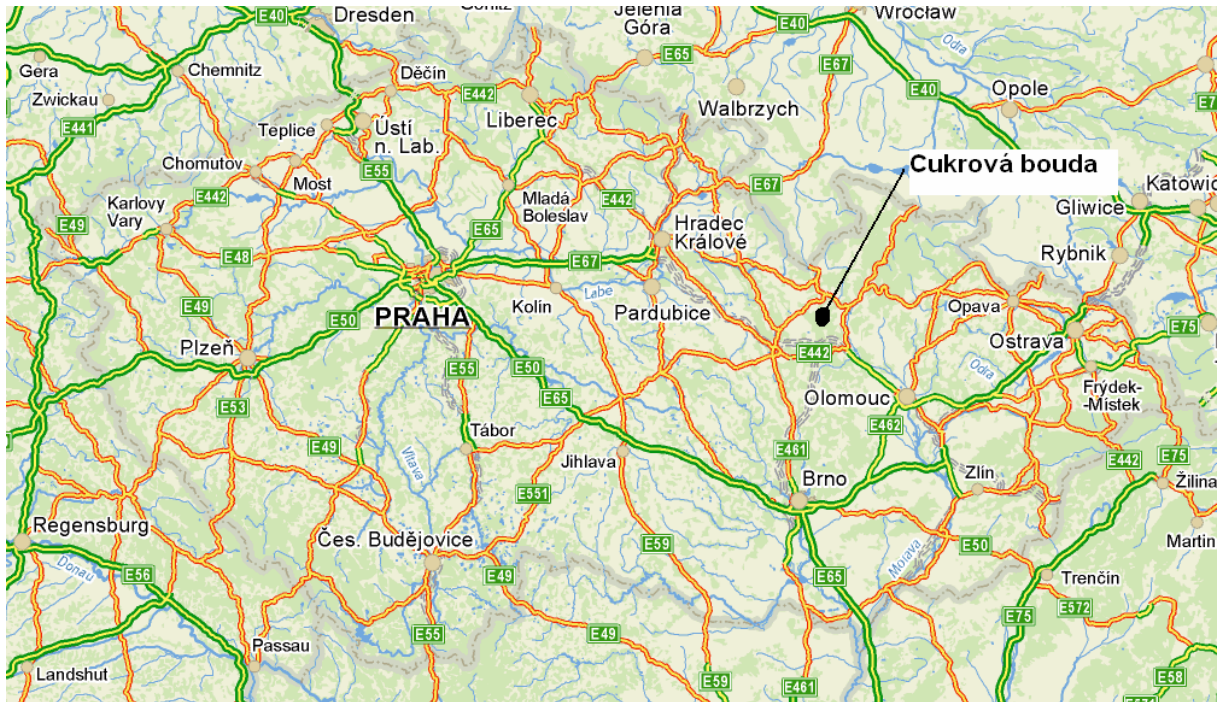 E40
Dresden
Görlitz
Jelenia
Góra
E65
E40
Wrocław
Odra
Gera
Chemnitz
Děčín
E442
E67
Zwickau
Walbrzych
E40
Opole
E441
Teplice
Ústí
n. Lab.
Liberec
Chomutov
E55
Most
Cukrová bouda
Mladá
Boleslav
E442
E67
Katowic
Karlovy
Vary
E442
E49
E65
Hradec
Králové
Gliwice
E48
E67
Rybnik
E49
Kolín
Labe
Pardubice
Opava
E50
PRAHA
Ostrava
E75
Plzeň
E442
E55
E50
Odra
Frýdek-
-Místek
E65
Olomouc
E53
E462
Tábor
E49
E461
E442
E75
Vltava
Jihlava
Brno
Zlín
Žilina
E551
Regensburg
Čes. Budějovice
Martin
E59
E50
Morava
Donau
E56
E49
E65
Trenčín
E572
E75
E55
E49
Passau
Landshut
E59
E461
E58
E571